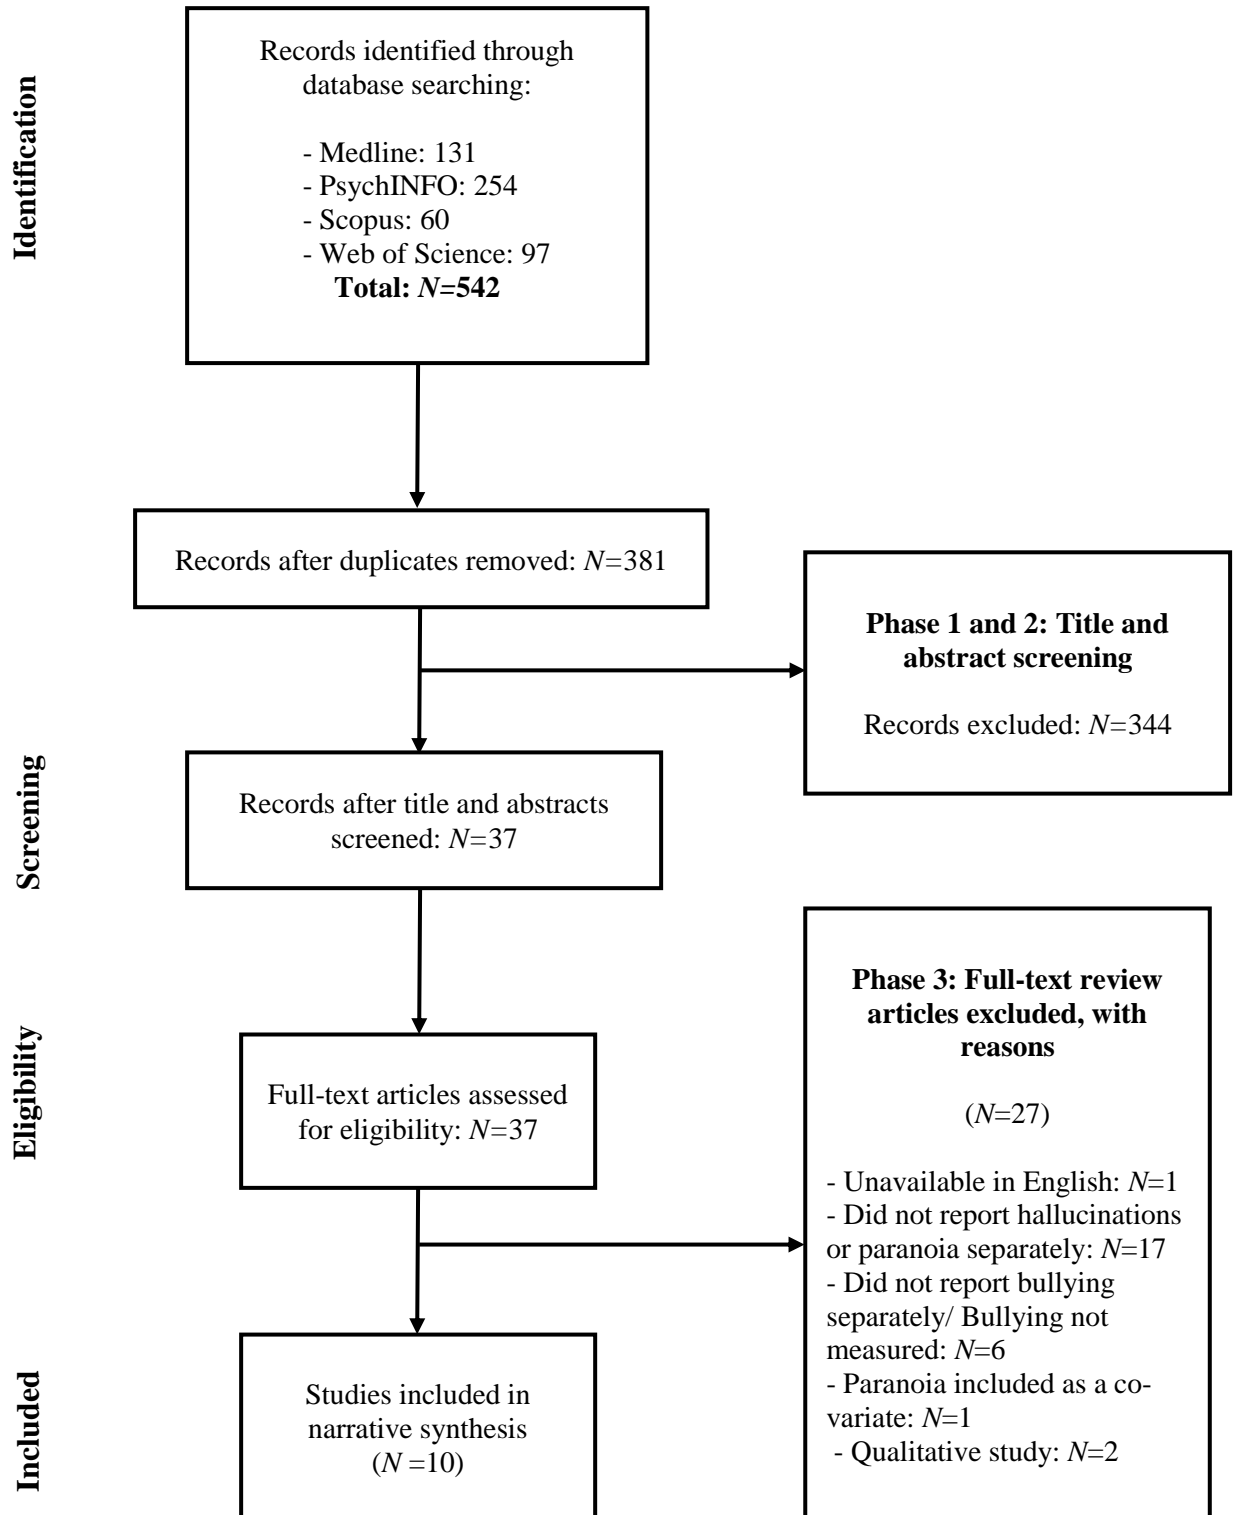 Identification
Records identified through
database searching:
- Medline: 131
- PsychINFO: 254
- Scopus: 60
- Web of Science: 97
Total: N=542
Records after duplicates removed: N=381
Phase 1 and 2: Title and
abstract screening
Records excluded: N=344
Screening
Records after title and abstracts
screened: N=37
Eligibility
Full-text articles assessed
for eligibility: N=37
Phase 3: Full-text review
articles excluded, with
reasons
(N=27)
- Unavailable in English: N=1
- Did not report hallucinations
or paranoia separately: N=17
- Did not report bullying
separately/ Bullying not
measured: N=6
- Paranoia included as a co-
variate: N=1
- Qualitative study: N=2
Included
Studies included in
narrative synthesis
(N =10)